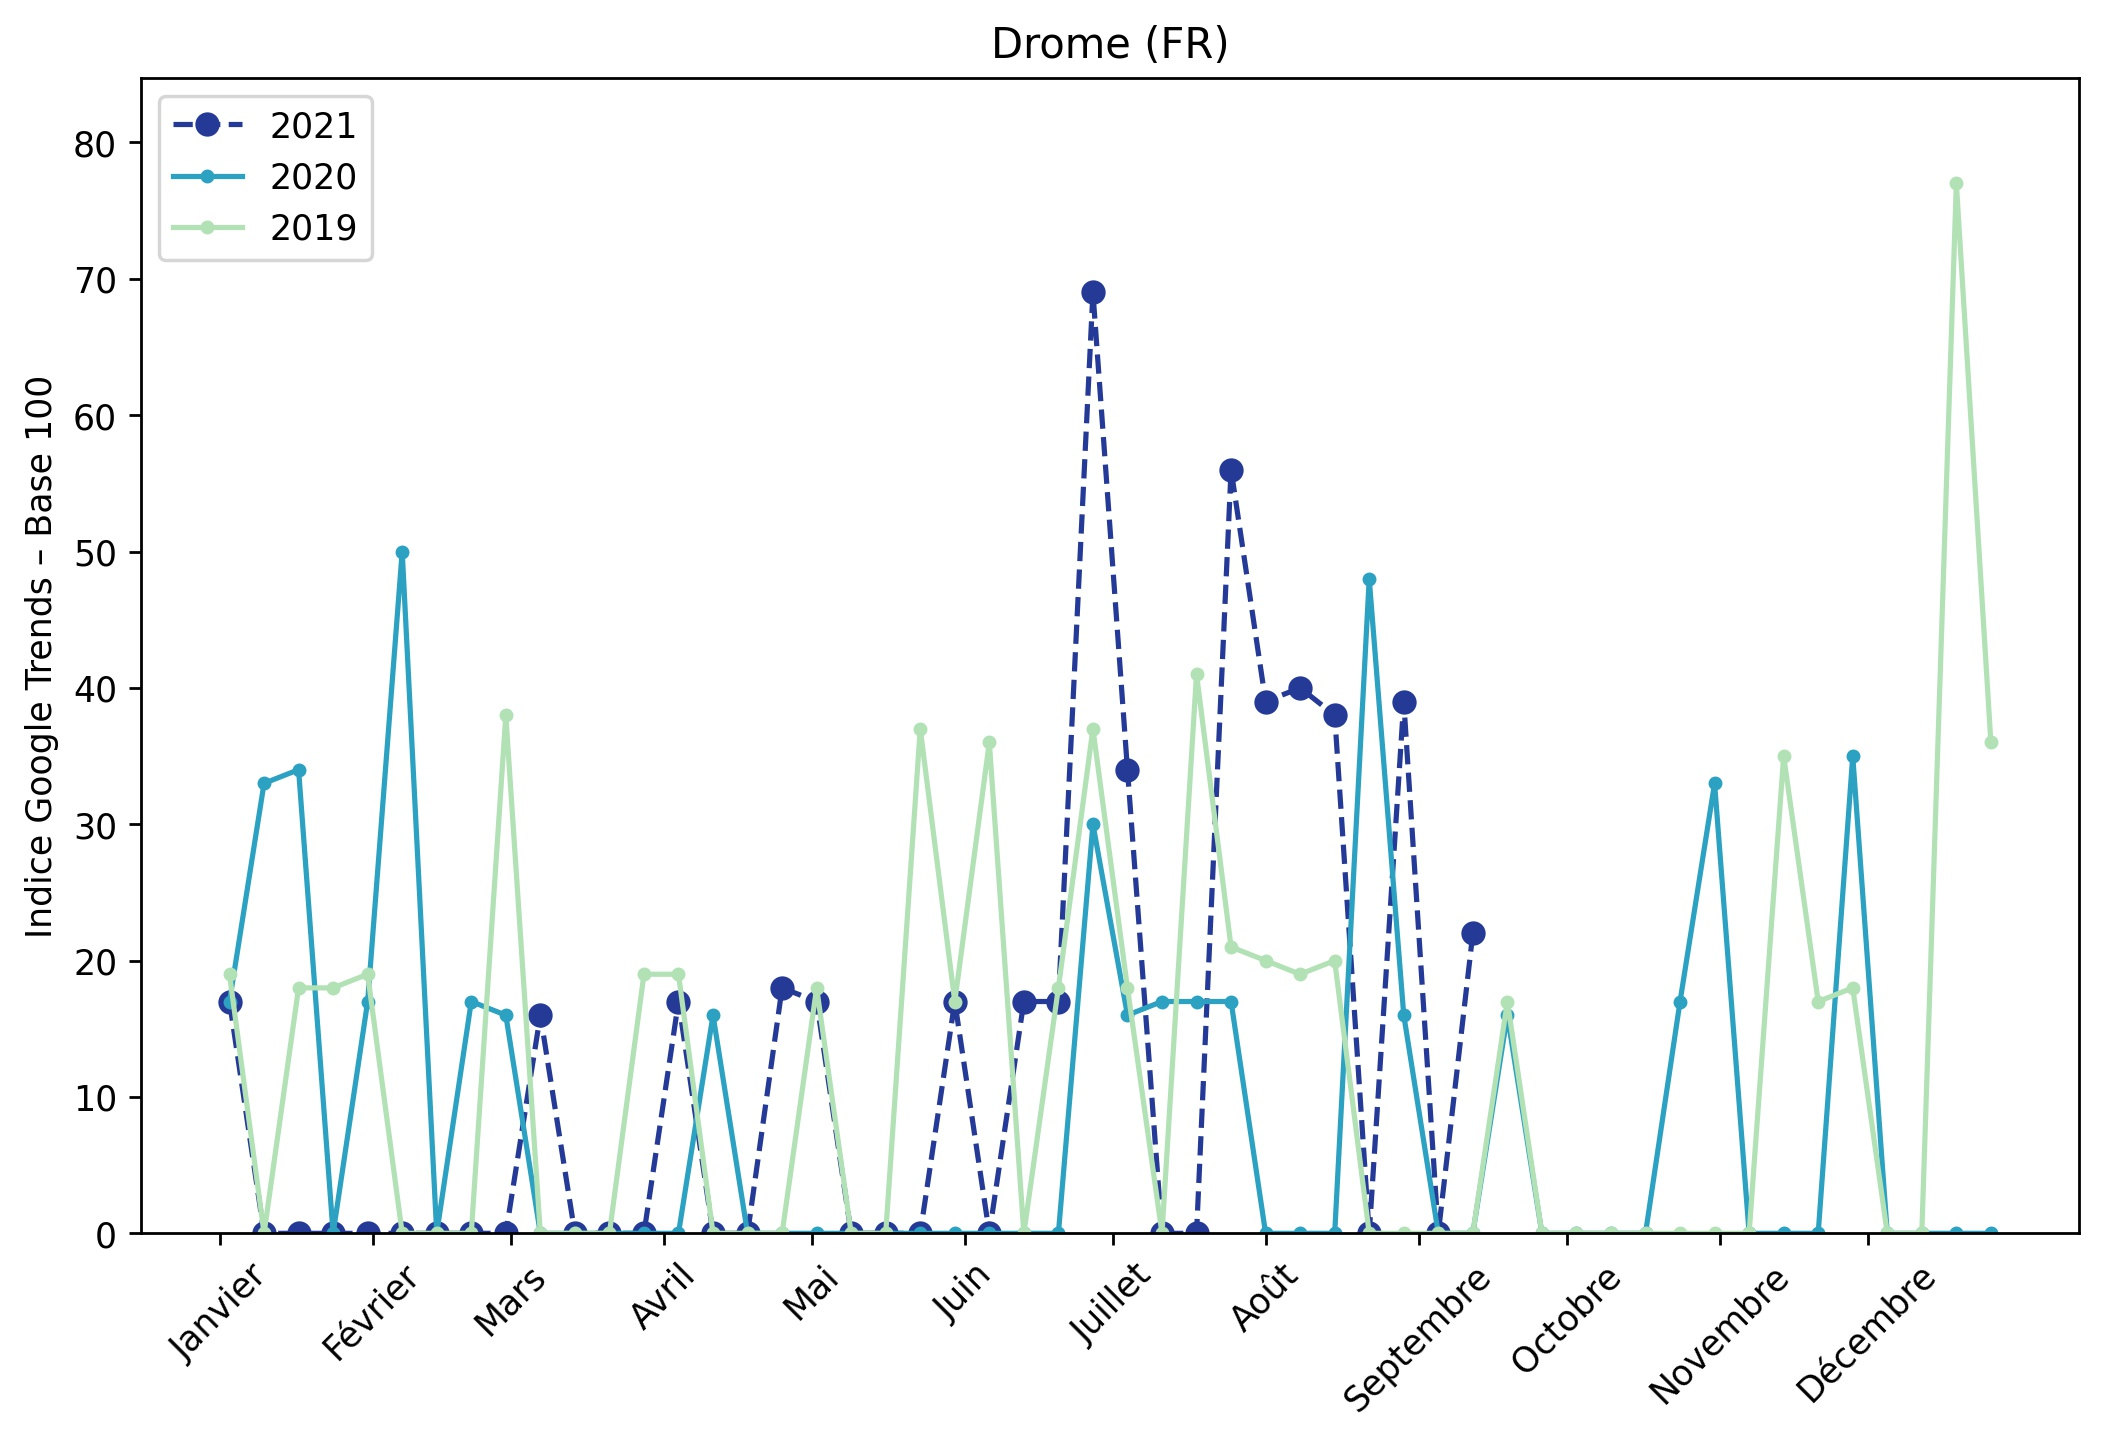 Drome (FR)
2021
2020
2019
Indice Google Trends – Base 100
80
70
60
50
40
30
20
10
0
Janvier
Février
Mars
Avril
Mai
Juin
Juillet
Août
Septembre
Octobre
Novembre
Décembre